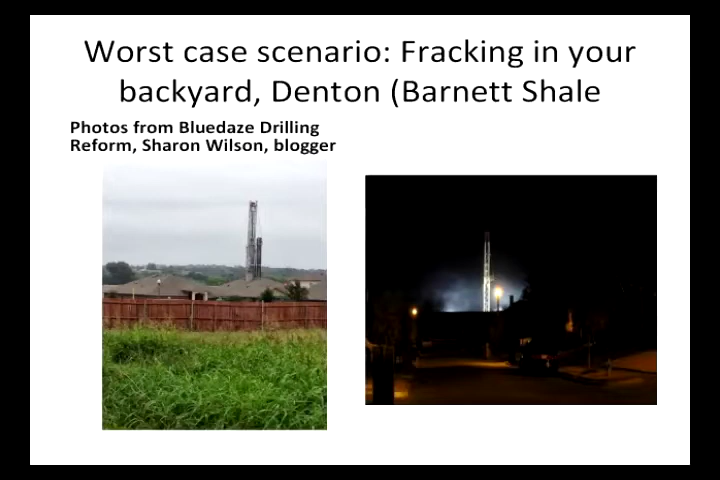 Worst case scenario: Fracking in your
backyard, Denton (Barnett Shale
Photos from Bluedaze Drilling
Reform, Sharon Wilson, blogger